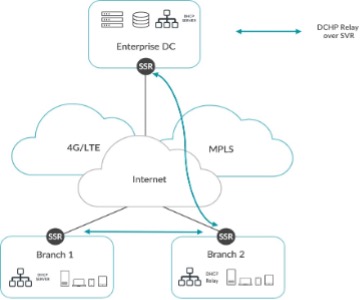 DHCP
SERVER
Enterprise DC
DCHP Relay
over SVR
SSR
4G/LTE
MPLS
Internet
SSR
SSR
Branch 1
Branch 2
DHCP
SERVER
DHCP
Relay